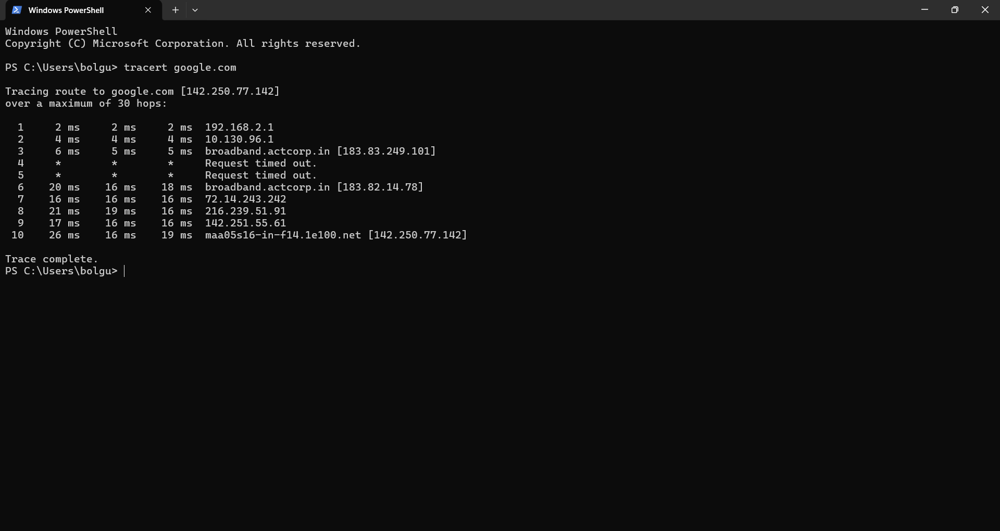 Windows PowerShell
Windows PowerShell
Copyright (C) Microsoft Corporation. All rights reserved.
PS C:\Users\bolgu> tracert google.com
Tracing route to google.com [142.250.77.142]
over a maximum of 30 hops:
  1     2 ms     2 ms     2 ms  192.168.2.1
  2     4 ms     4 ms     4 ms  10.130.96.1
  3     6 ms     5 ms     5 ms  broadband.actcorp.in [183.83.249.101]
  4     *        *        *     Request timed out.
  5     *        *        *     Request timed out.
  6    20 ms    16 ms    18 ms  broadband.actcorp.in [183.82.14.78]
  7    16 ms    16 ms    16 ms  72.14.243.242
  8    21 ms    19 ms    16 ms  216.239.51.91
  9    17 ms    16 ms    16 ms  142.251.55.61
 10    26 ms    16 ms    19 ms  maa05s16-in-f14.1e100.net [142.250.77.142]
Trace complete.
PS C:\Users\bolgu>